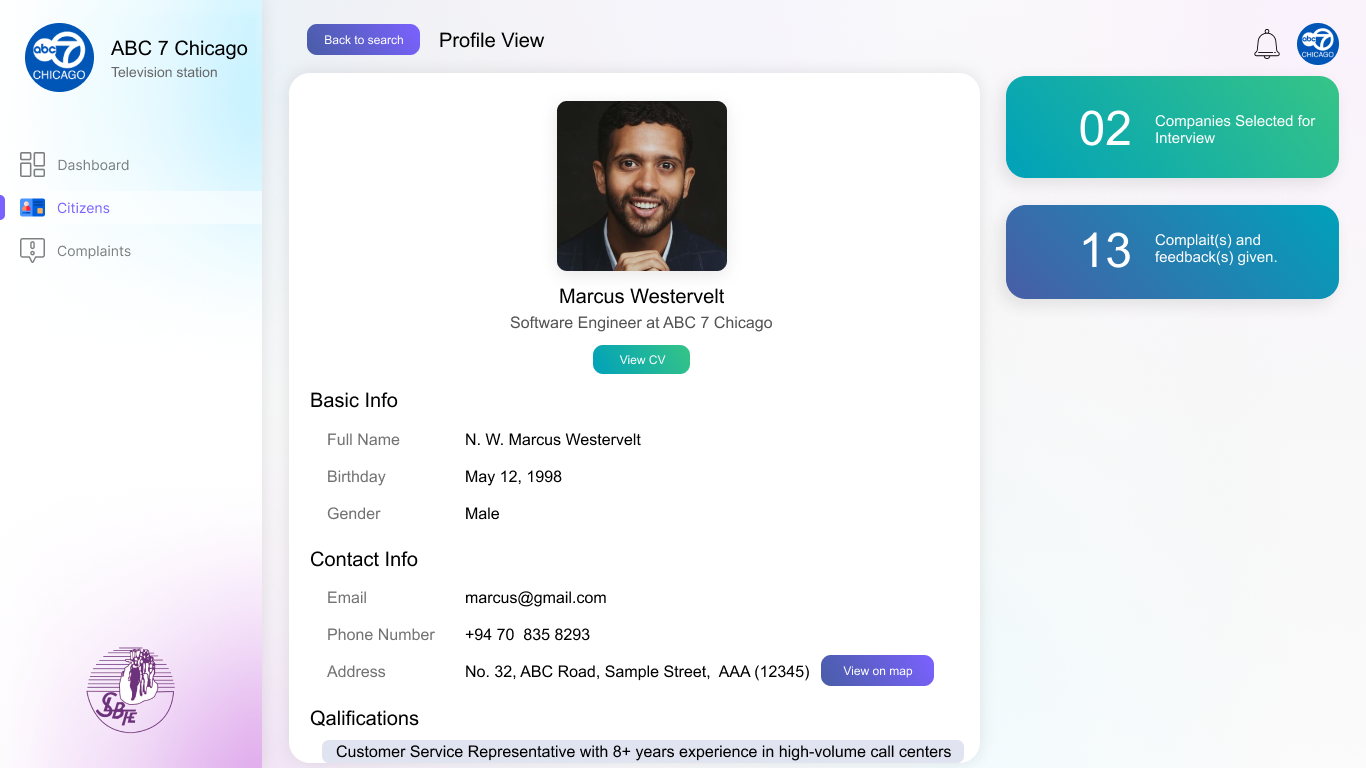 abc 7
CHICAGO
ABC 7 Chicago
Television station
Dashboard
Citizens
Complaints
SLBFE
Back to search
Profile View
abc 7
CHICAGO
Marcus Westervelt
Software Engineer at ABC 7 Chicago
View CV
Basic Info
Full Name N. W. Marcus Westervelt
Birthday May 12, 1998
Gender Male
Contact Info
Email marcus@gmail.com
Phone Number +94 70 835 8293
Address No. 32, ABC Road, Sample Street, AAA (12345) View on map
Qalifications
Customer Service Representative with 8+ years experience in high-volume call centers
02 Companies Selected for
Interview
13 Complait(s) and
feedback(s) given.